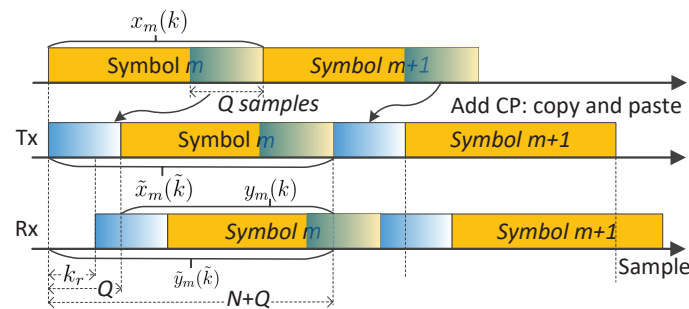 x_m(k)
Symbol m
Symbol m+1
Q samples
Add CP: copy and paste
Tx
Symbol m
Symbol m+1
x̃_m(k̃)
y_m(k)
Rx
Symbol m
Symbol m+1
k_r
ỹ_m(k̃)
Sample
Q
N+Q